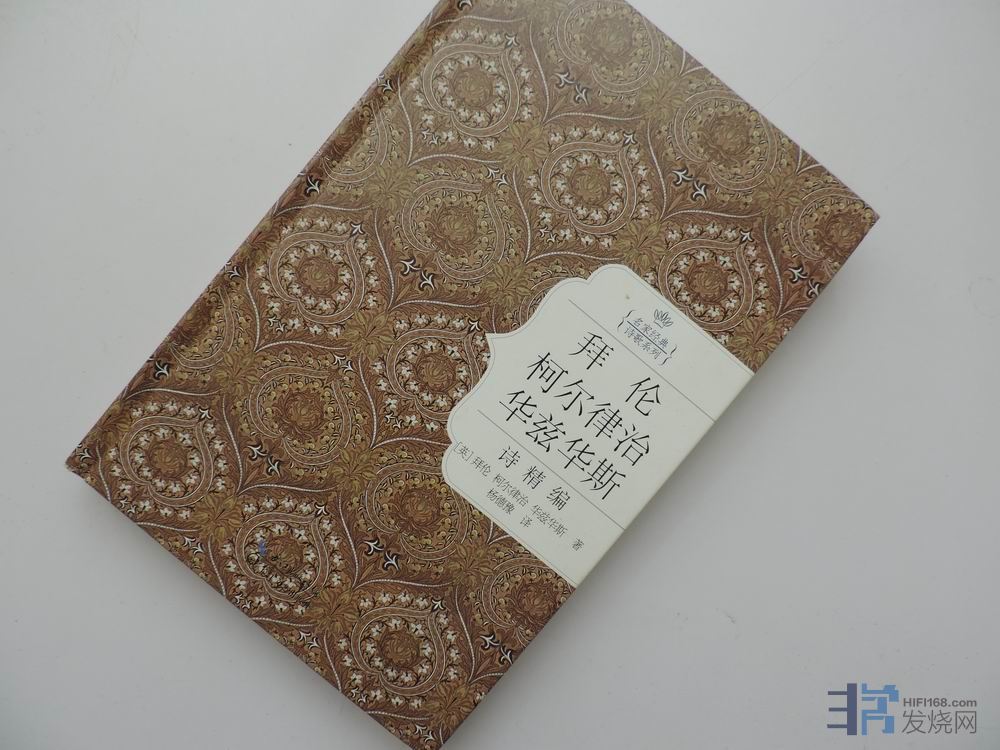 名家经典
诗歌系列
拜 伦
柯尔律治
华兹华斯
诗 精 编
[英] 拜伦 柯尔律治 华兹华斯 著
杨德豫 译
HIFI168.com
发烧网